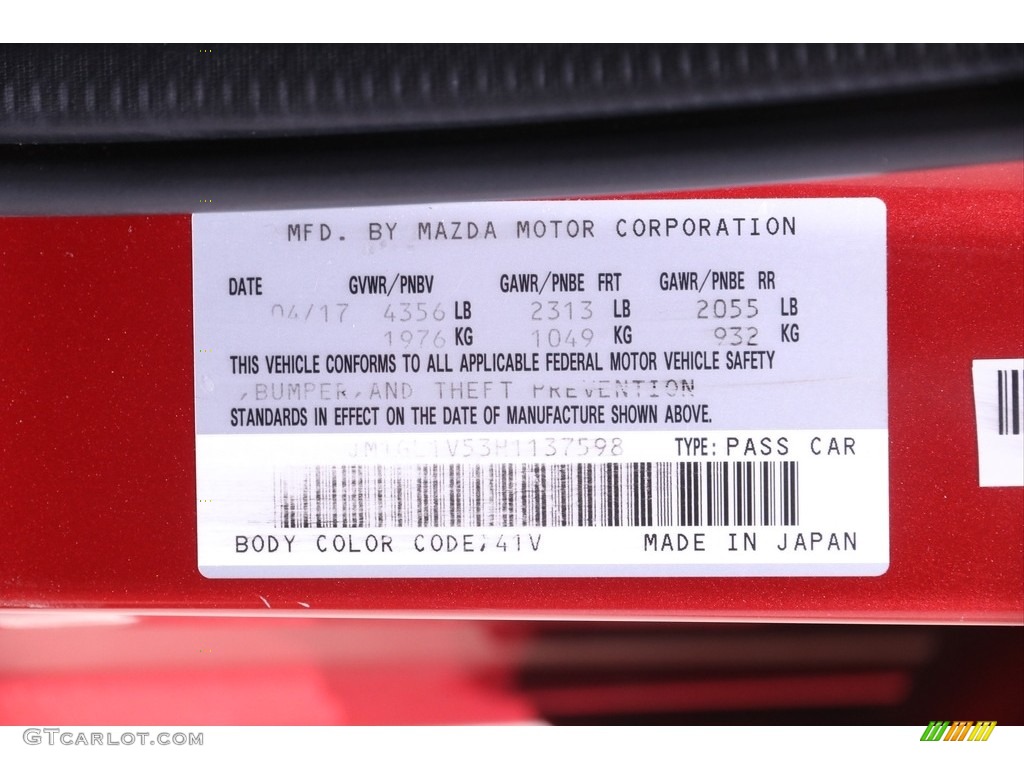 MFD. BY MAZDA MOTOR CORPORATION
DATE GVWR/PNBV GAWR/PNBE FRT GAWR/PNBE RR
04/17 4356 LB 2313 LB 2055 LB
1976 KG 1049 KG 932 KG
THIS VEHICLE CONFORMS TO ALL APPLICABLE FEDERAL MOTOR VEHICLE SAFETY
,BUMPER,AND THEFT PREVENTION
STANDARDS IN EFFECT ON THE DATE OF MANUFACTURE SHOWN ABOVE.
JM1GL1V53H1137598 TYPE: PASS CAR
BODY COLOR CODE:41V MADE IN JAPAN
GTCARLOT.COM